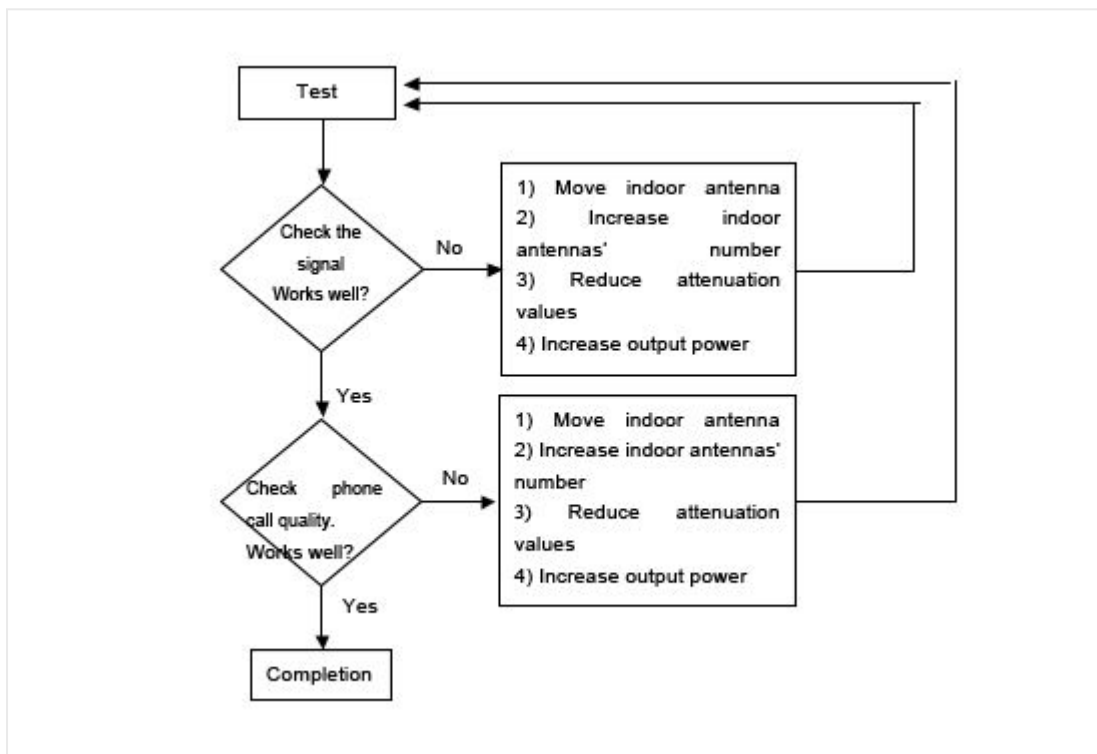 Test
Check the
signal
Works well?
No
1) Move indoor antenna
2) Increase indoor
antennas' number
3) Reduce attenuation
values
4) Increase output power
Yes
Check phone
call quality.
Works well?
No
1) Move indoor antenna
2) Increase indoor antennas'
number
3) Reduce attenuation
values
4) Increase output power
Yes
Completion